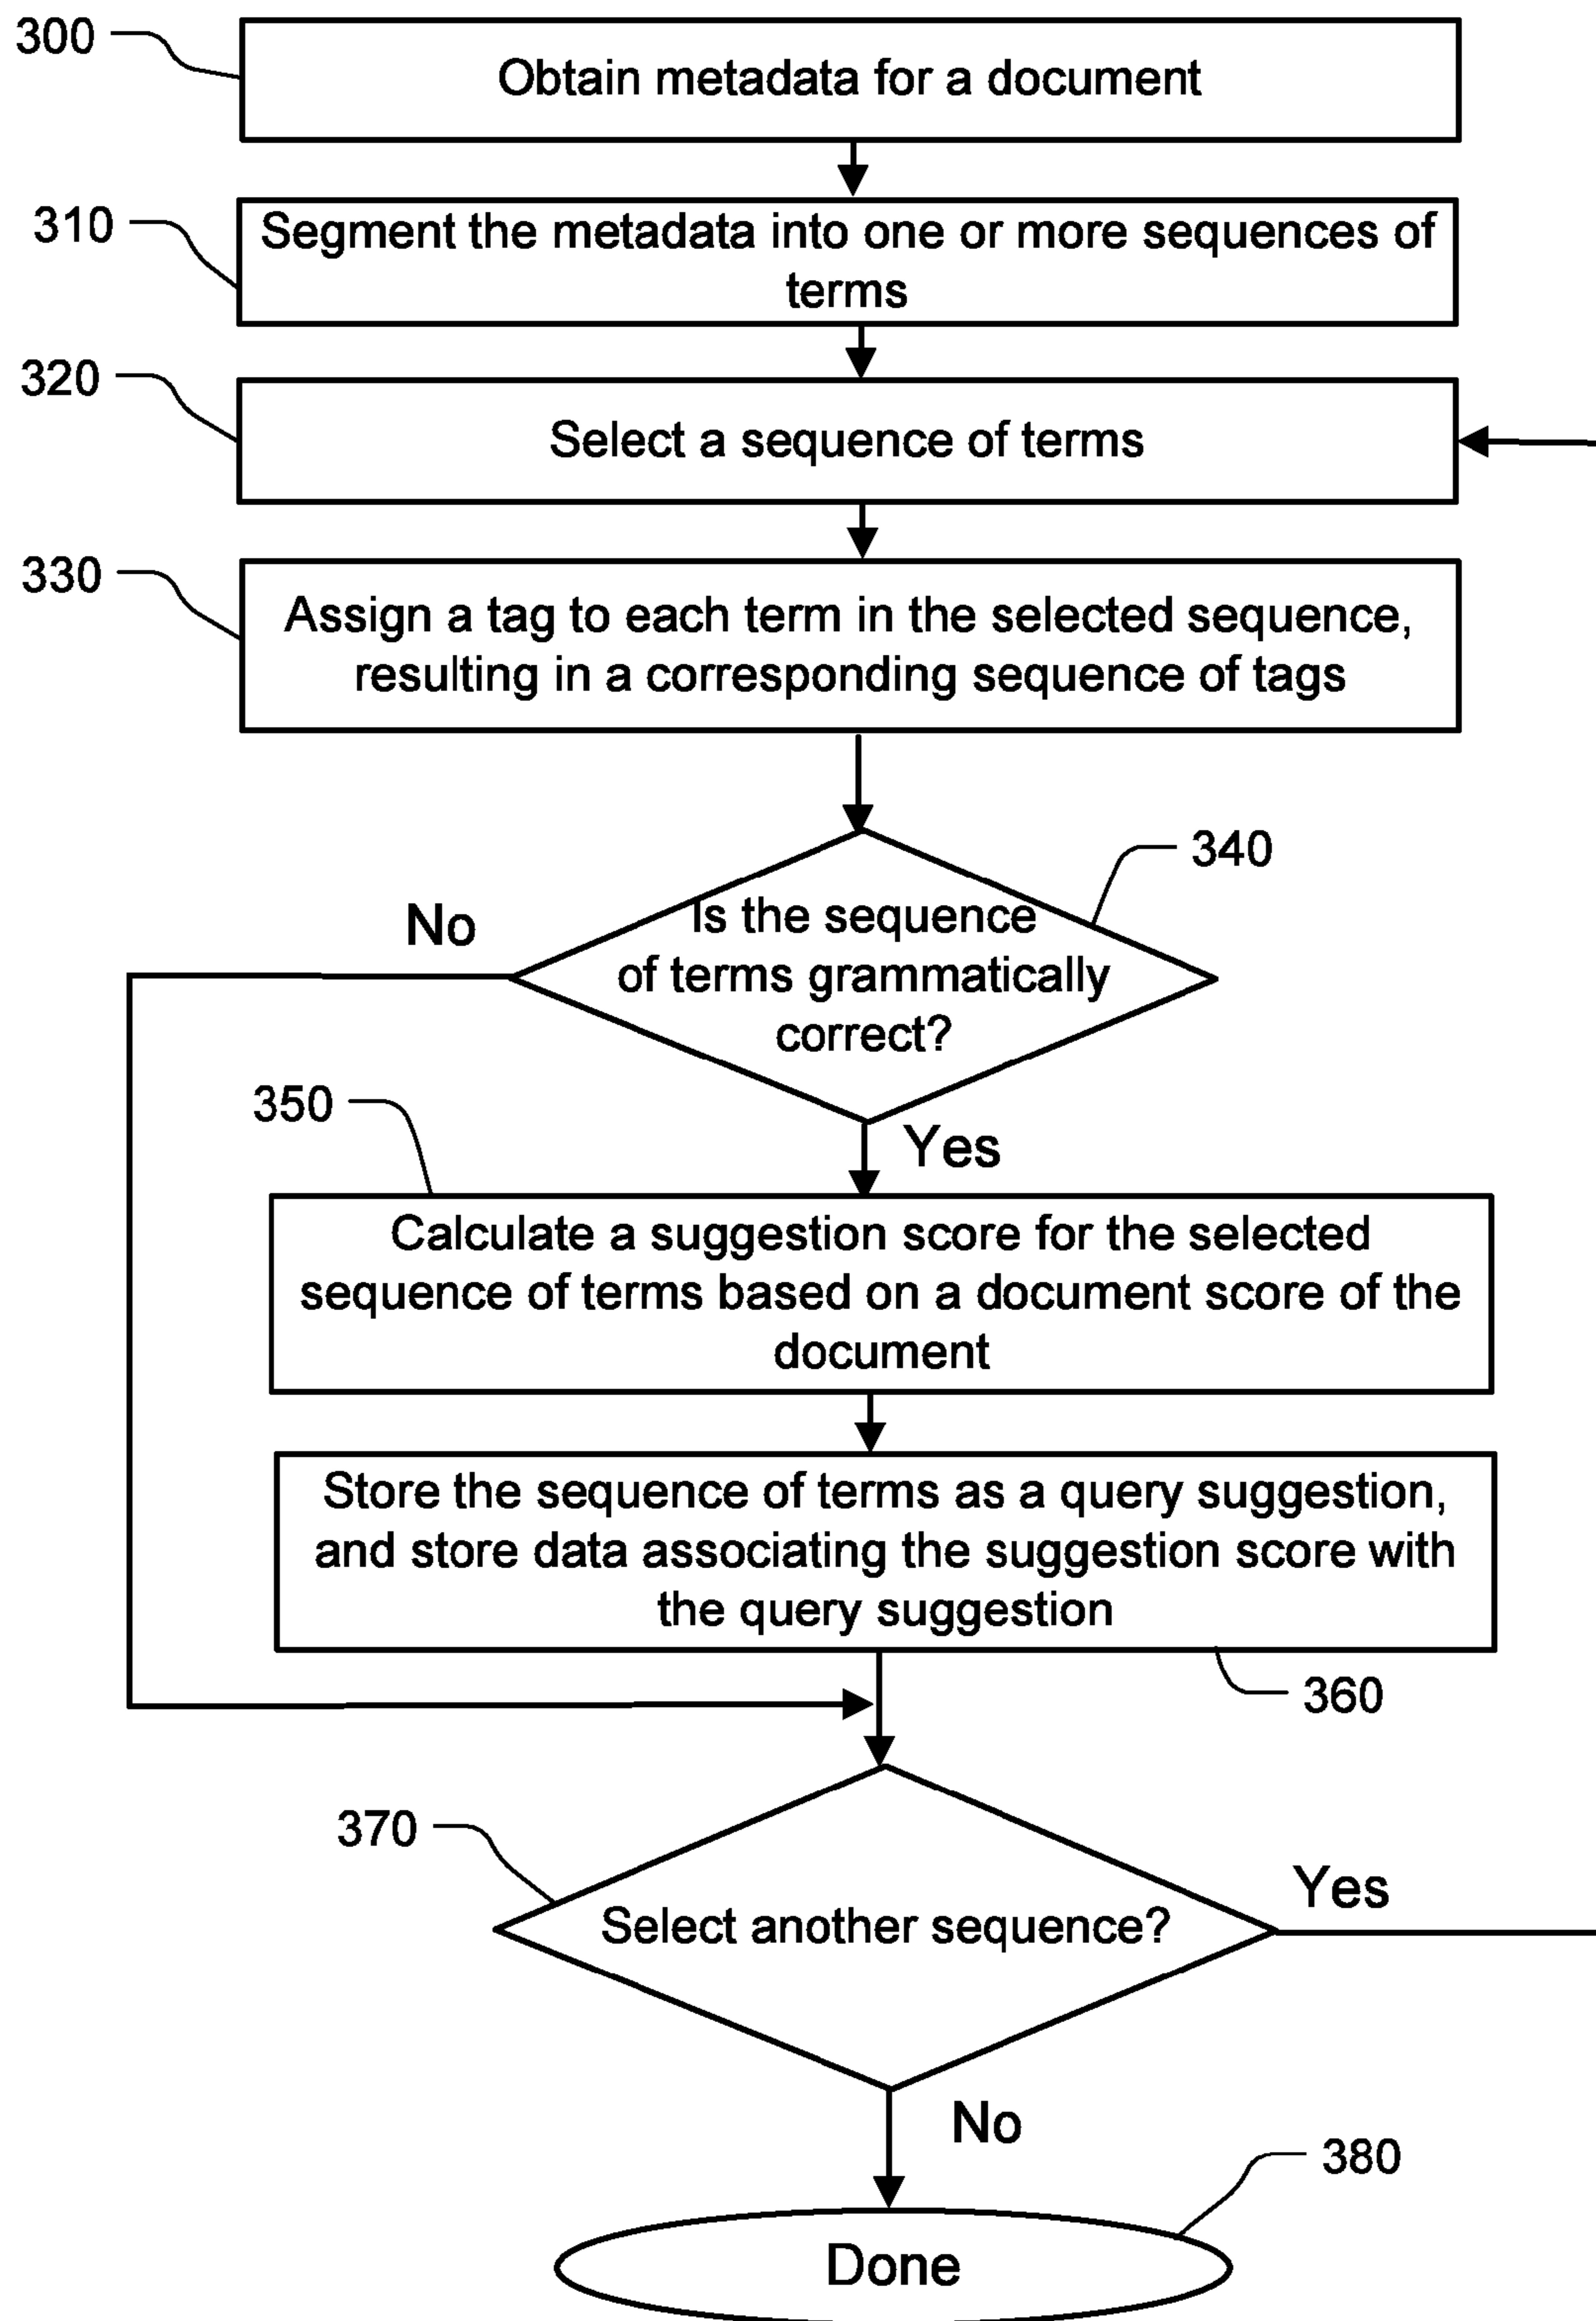 300
Obtain metadata for a document
310
Segment the metadata into one or more sequences of
terms
320
Select a sequence of terms
330
Assign a tag to each term in the selected sequence,
resulting in a corresponding sequence of tags
340
No
Is the sequence
of terms grammatically
correct?
350
Yes
Calculate a suggestion score for the selected
sequence of terms based on a document score of the
document
Store the sequence of terms as a query suggestion,
and store data associating the suggestion score with
the query suggestion
360
370
Yes
Select another sequence?
No
380
Done